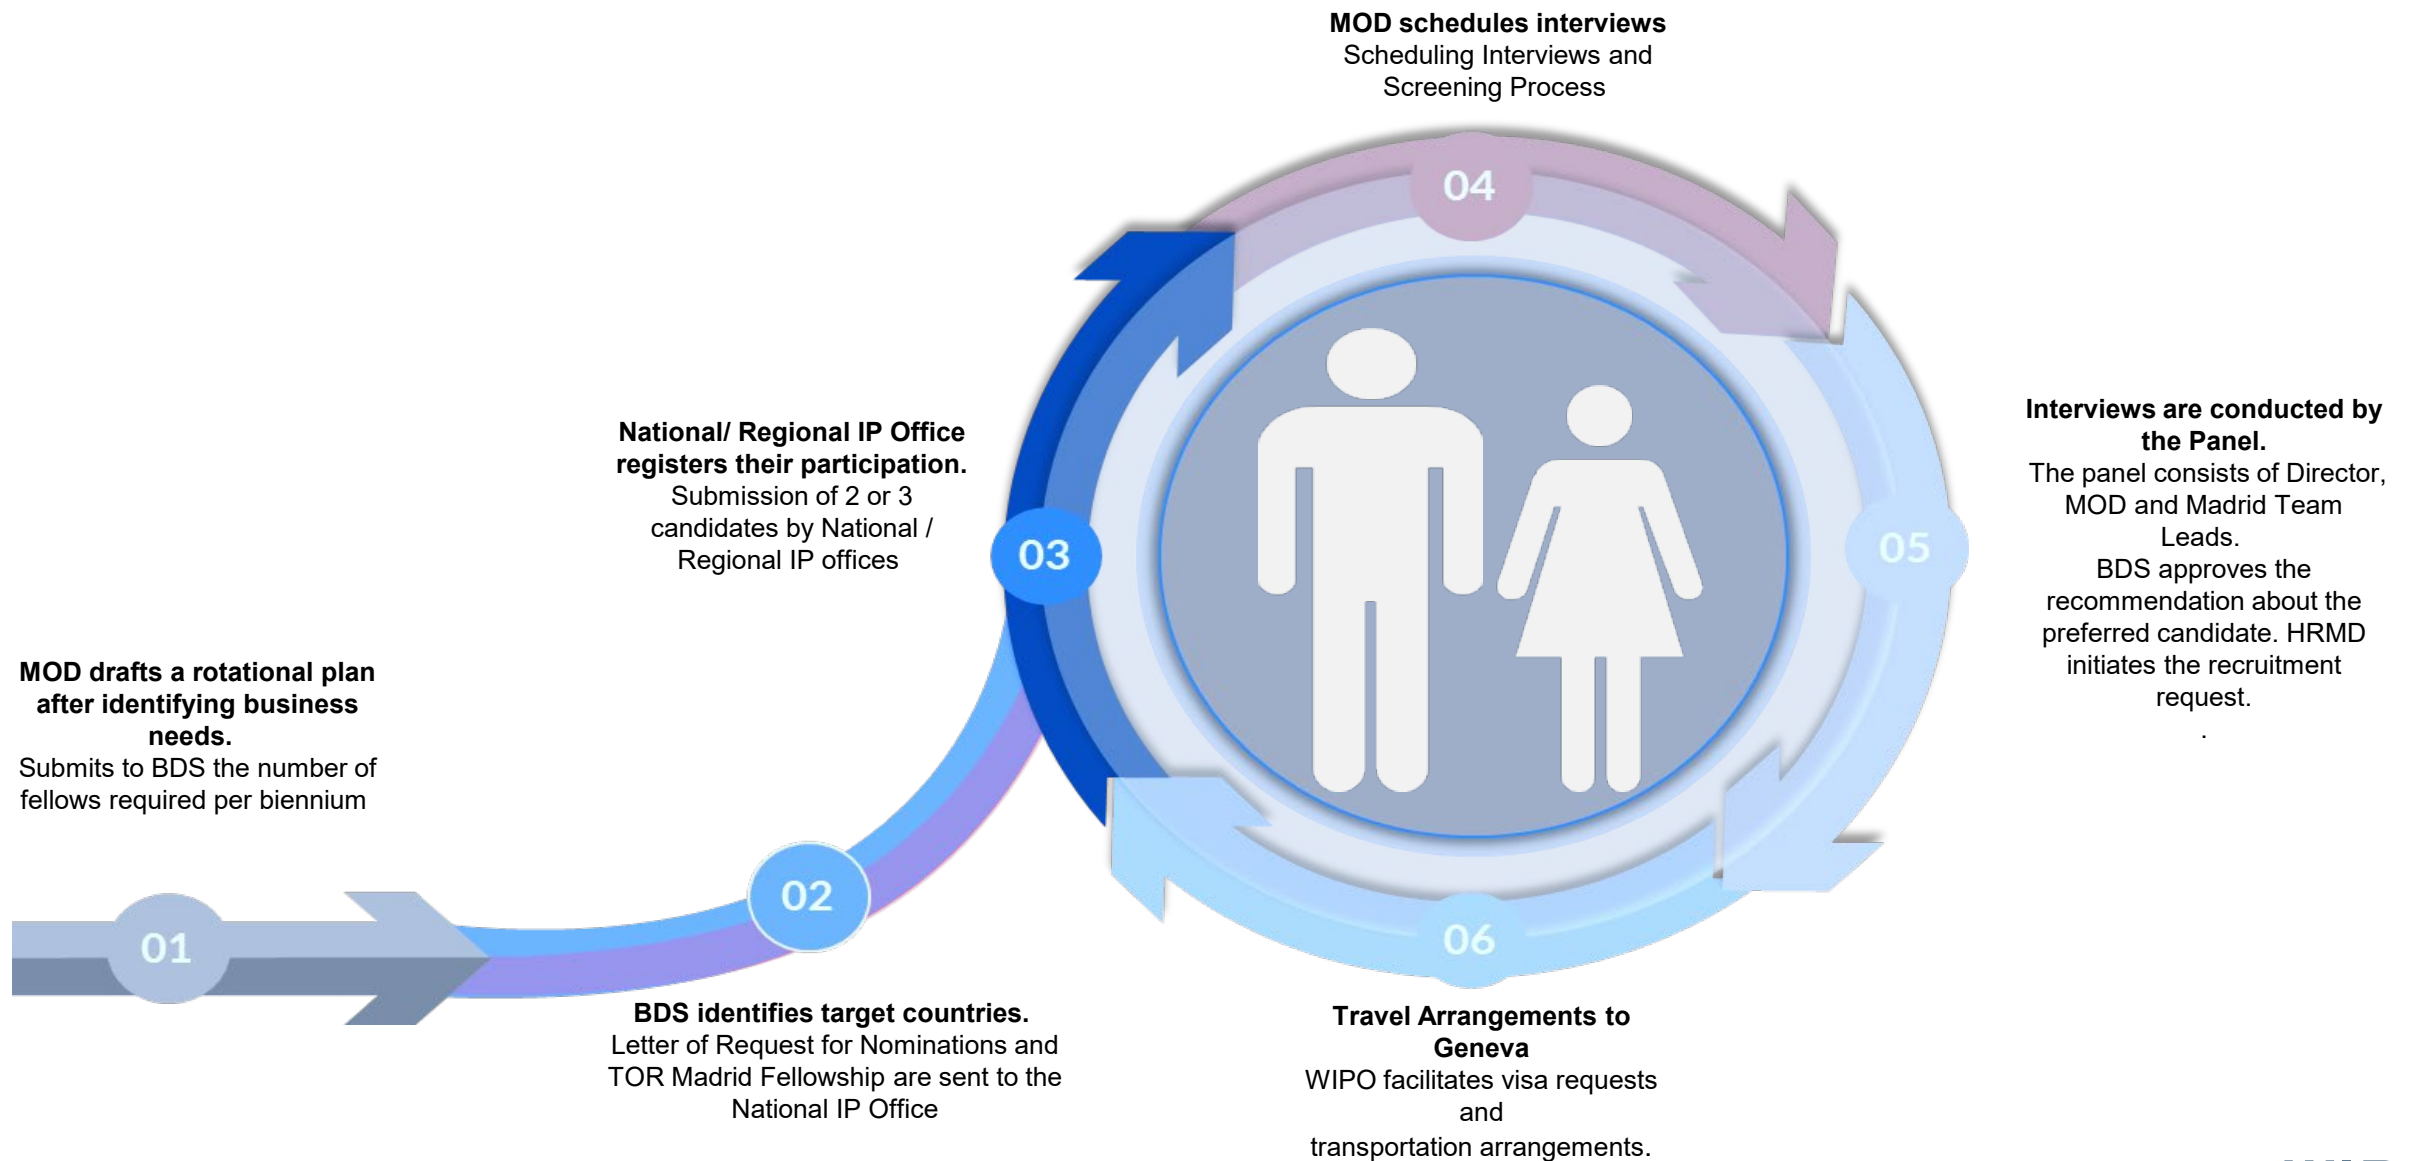 MOD schedules interviews
Scheduling Interviews and
Screening Process
04
National/ Regional IP Office
registers their participation.
Submission of 2 or 3
candidates by National /
Regional IP offices
03
Interviews are conducted by
the Panel.
The panel consists of Director,
MOD and Madrid Team
Leads.
BDS approves the
recommendation about the
preferred candidate. HRMD
initiates the recruitment
request.
.
05
MOD drafts a rotational plan
after identifying business
needs.
Submits to BDS the number of
fellows required per biennium
01
02
BDS identifies target countries.
Letter of Request for Nominations and
TOR Madrid Fellowship are sent to the
National IP Office
06
Travel Arrangements to
Geneva
WIPO facilitates visa requests
and
transportation arrangements.